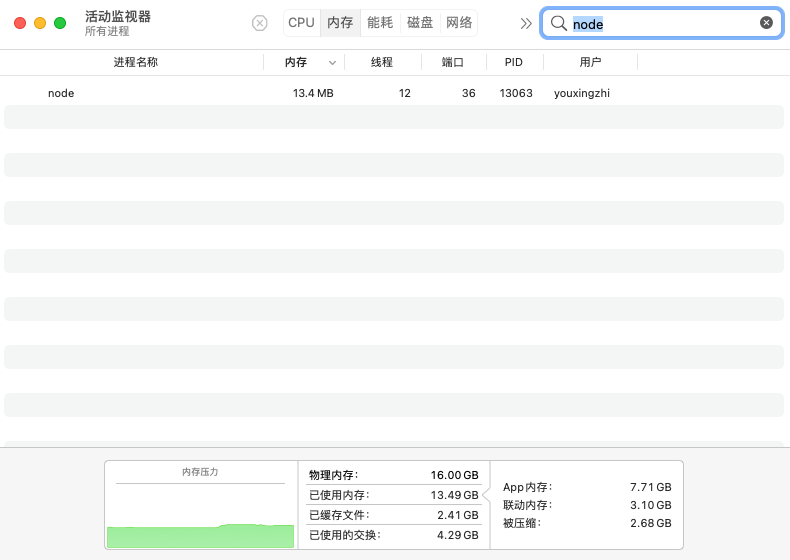 活动监视器
所有进程
CPU 内存 能耗 磁盘 网络
node
进程名称 内存 线程 端口 PID 用户
node 13.4 MB 12 36 13063 youxingzhi
内存压力
物理内存: 16.00 GB
已使用内存: 13.49 GB
已缓存文件: 2.41 GB
已使用的交换: 4.29 GB
App内存: 7.71 GB
联动内存: 3.10 GB
被压缩: 2.68 GB